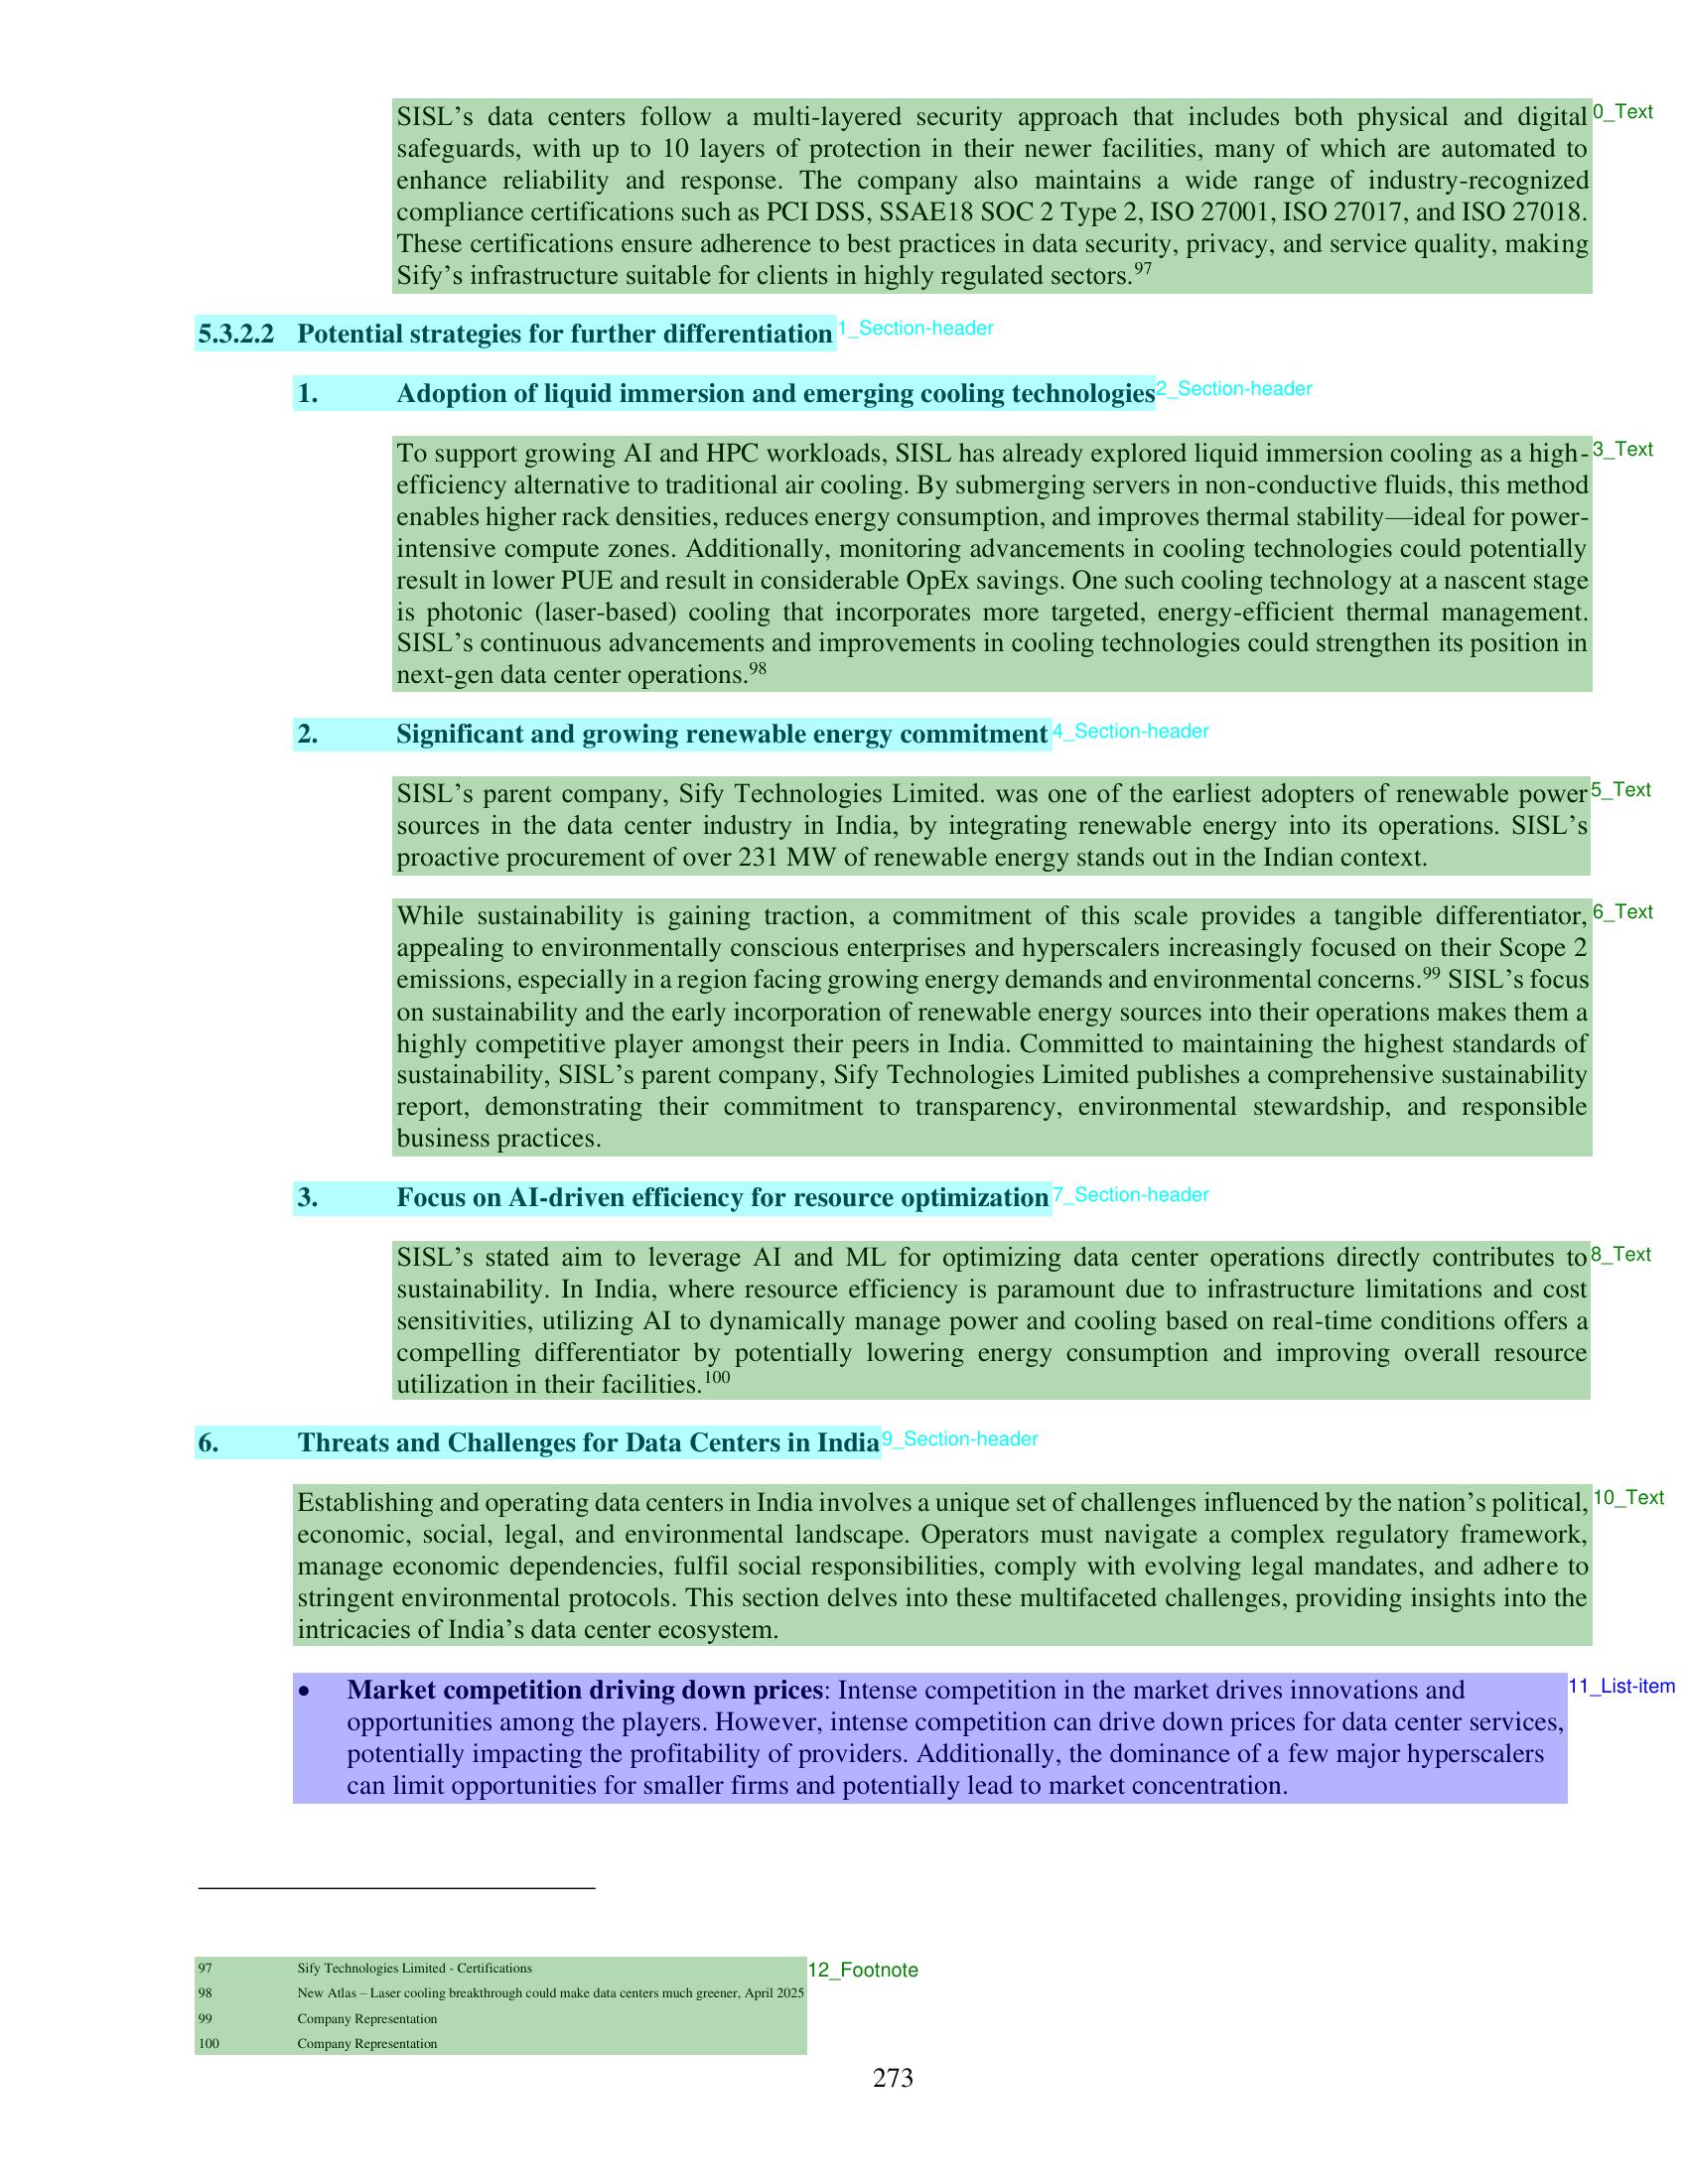 SISL’s data centers follow a multi-layered security approach that includes both physical and digital 0_Text
safeguards, with up to 10 layers of protection in their newer facilities, many of which are automated to
enhance reliability and response. The company also maintains a wide range of industry-recognized
compliance certifications such as PCI DSS, SSAE18 SOC 2 Type 2, ISO 27001, ISO 27017, and ISO 27018.
These certifications ensure adherence to best practices in data security, privacy, and service quality, making
Sify’s infrastructure suitable for clients in highly regulated sectors.97
5.3.2.2 Potential strategies for further differentiation 1_Section-header
1. Adoption of liquid immersion and emerging cooling technologies 2_Section-header
To support growing AI and HPC workloads, SISL has already explored liquid immersion cooling as a high- 3_Text
efficiency alternative to traditional air cooling. By submerging servers in non-conductive fluids, this method
enables higher rack densities, reduces energy consumption, and improves thermal stability—ideal for power-
intensive compute zones. Additionally, monitoring advancements in cooling technologies could potentially
result in lower PUE and result in considerable OpEx savings. One such cooling technology at a nascent stage
is photonic (laser-based) cooling that incorporates more targeted, energy-efficient thermal management.
SISL’s continuous advancements and improvements in cooling technologies could strengthen its position in
next-gen data center operations.98
2. Significant and growing renewable energy commitment 4_Section-header
SISL’s parent company, Sify Technologies Limited. was one of the earliest adopters of renewable power 5_Text
sources in the data center industry in India, by integrating renewable energy into its operations. SISL’s
proactive procurement of over 231 MW of renewable energy stands out in the Indian context.
While sustainability is gaining traction, a commitment of this scale provides a tangible differentiator, 6_Text
appealing to environmentally conscious enterprises and hyperscalers increasingly focused on their Scope 2
emissions, especially in a region facing growing energy demands and environmental concerns.99 SISL’s focus
on sustainability and the early incorporation of renewable energy sources into their operations makes them a
highly competitive player amongst their peers in India. Committed to maintaining the highest standards of
sustainability, SISL’s parent company, Sify Technologies Limited publishes a comprehensive sustainability
report, demonstrating their commitment to transparency, environmental stewardship, and responsible
business practices.
3. Focus on AI-driven efficiency for resource optimization 7_Section-header
SISL’s stated aim to leverage AI and ML for optimizing data center operations directly contributes to 8_Text
sustainability. In India, where resource efficiency is paramount due to infrastructure limitations and cost
sensitivities, utilizing AI to dynamically manage power and cooling based on real-time conditions offers a
compelling differentiator by potentially lowering energy consumption and improving overall resource
utilization in their facilities.100
6. Threats and Challenges for Data Centers in India 9_Section-header
Establishing and operating data centers in India involves a unique set of challenges influenced by the nation’s political, 10_Text
economic, social, legal, and environmental landscape. Operators must navigate a complex regulatory framework,
manage economic dependencies, fulfil social responsibilities, comply with evolving legal mandates, and adhere to
stringent environmental protocols. This section delves into these multifaceted challenges, providing insights into the
intricacies of India’s data center ecosystem.
• Market competition driving down prices: Intense competition in the market drives innovations and 11_List-item
opportunities among the players. However, intense competition can drive down prices for data center services,
potentially impacting the profitability of providers. Additionally, the dominance of a few major hyperscalers
can limit opportunities for smaller firms and potentially lead to market concentration.
97 Sify Technologies Limited - Certifications 12_Footnote
98 New Atlas – Laser cooling breakthrough could make data centers much greener, April 2025
99 Company Representation
100 Company Representation
273